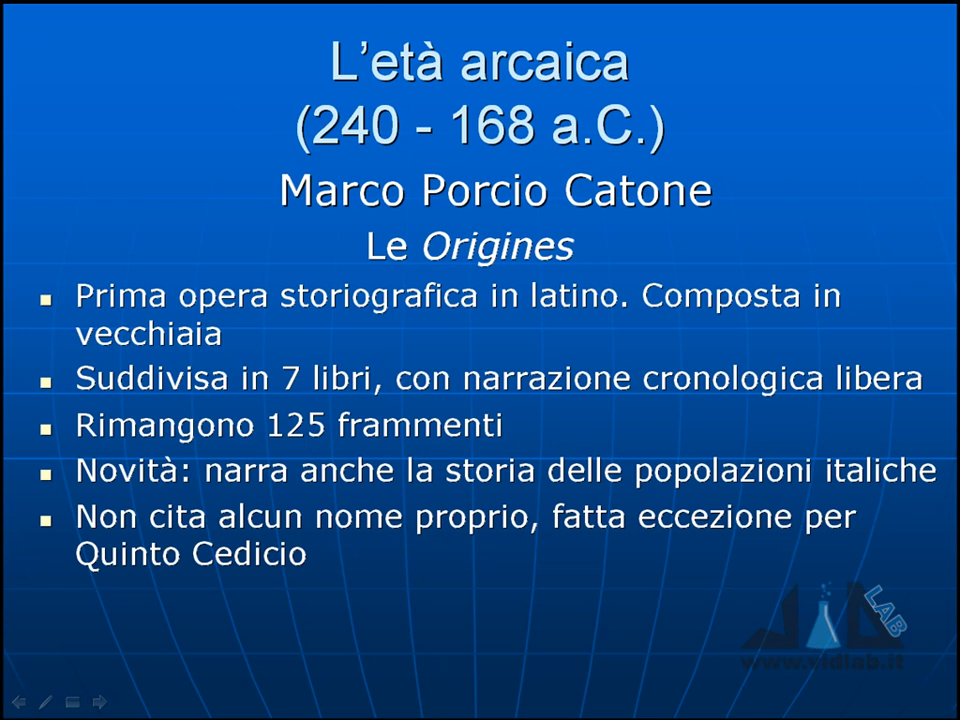 L’età arcaica
(240 - 168 a.C.)
Marco Porcio Catone
Le Origines
Prima opera storiografica in latino. Composta in
vecchiaia
Suddivisa in 7 libri, con narrazione cronologica libera
Rimangono 125 frammenti
Novità: narra anche la storia delle popolazioni italiche
Non cita alcun nome proprio, fatta eccezione per
Quinto Cedicio
LAB
www.vidlab.it